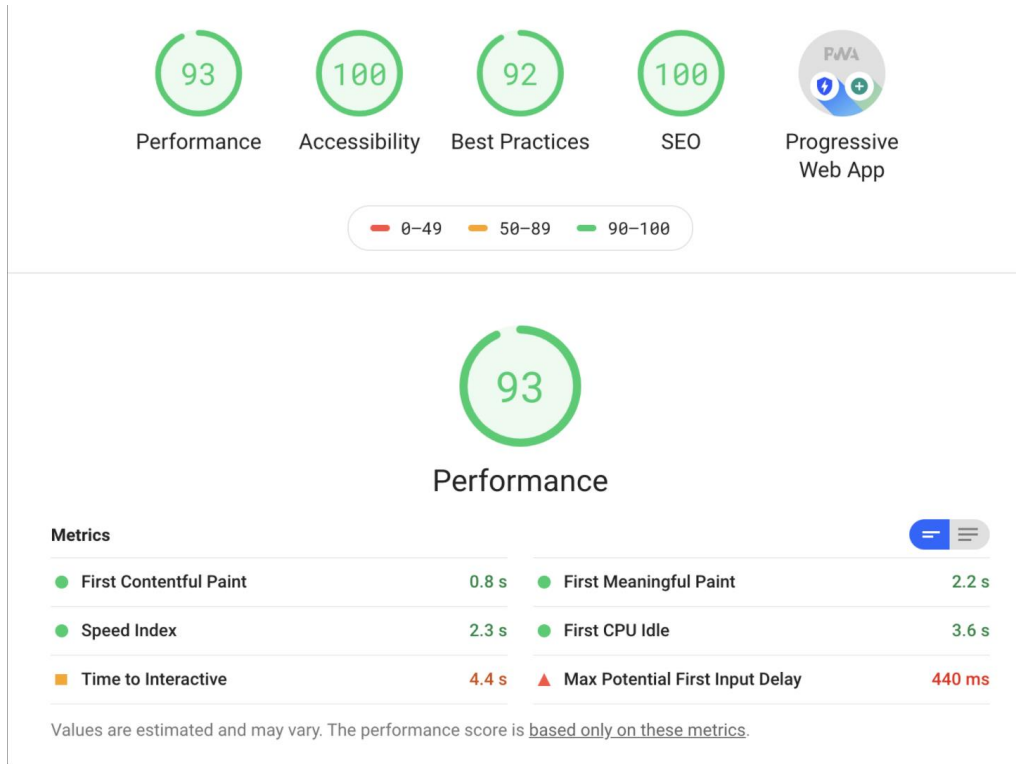 93
100
92
100
PWA
Performance
Accessibility
Best Practices
SEO
Progressive
Web App
0–49
50–89
90–100
93
Performance
Metrics
First Contentful Paint 0.8 s
First Meaningful Paint 2.2 s
Speed Index 2.3 s
First CPU Idle 3.6 s
Time to Interactive 4.4 s
Max Potential First Input Delay 440 ms
Values are estimated and may vary. The performance score is based only on these metrics.